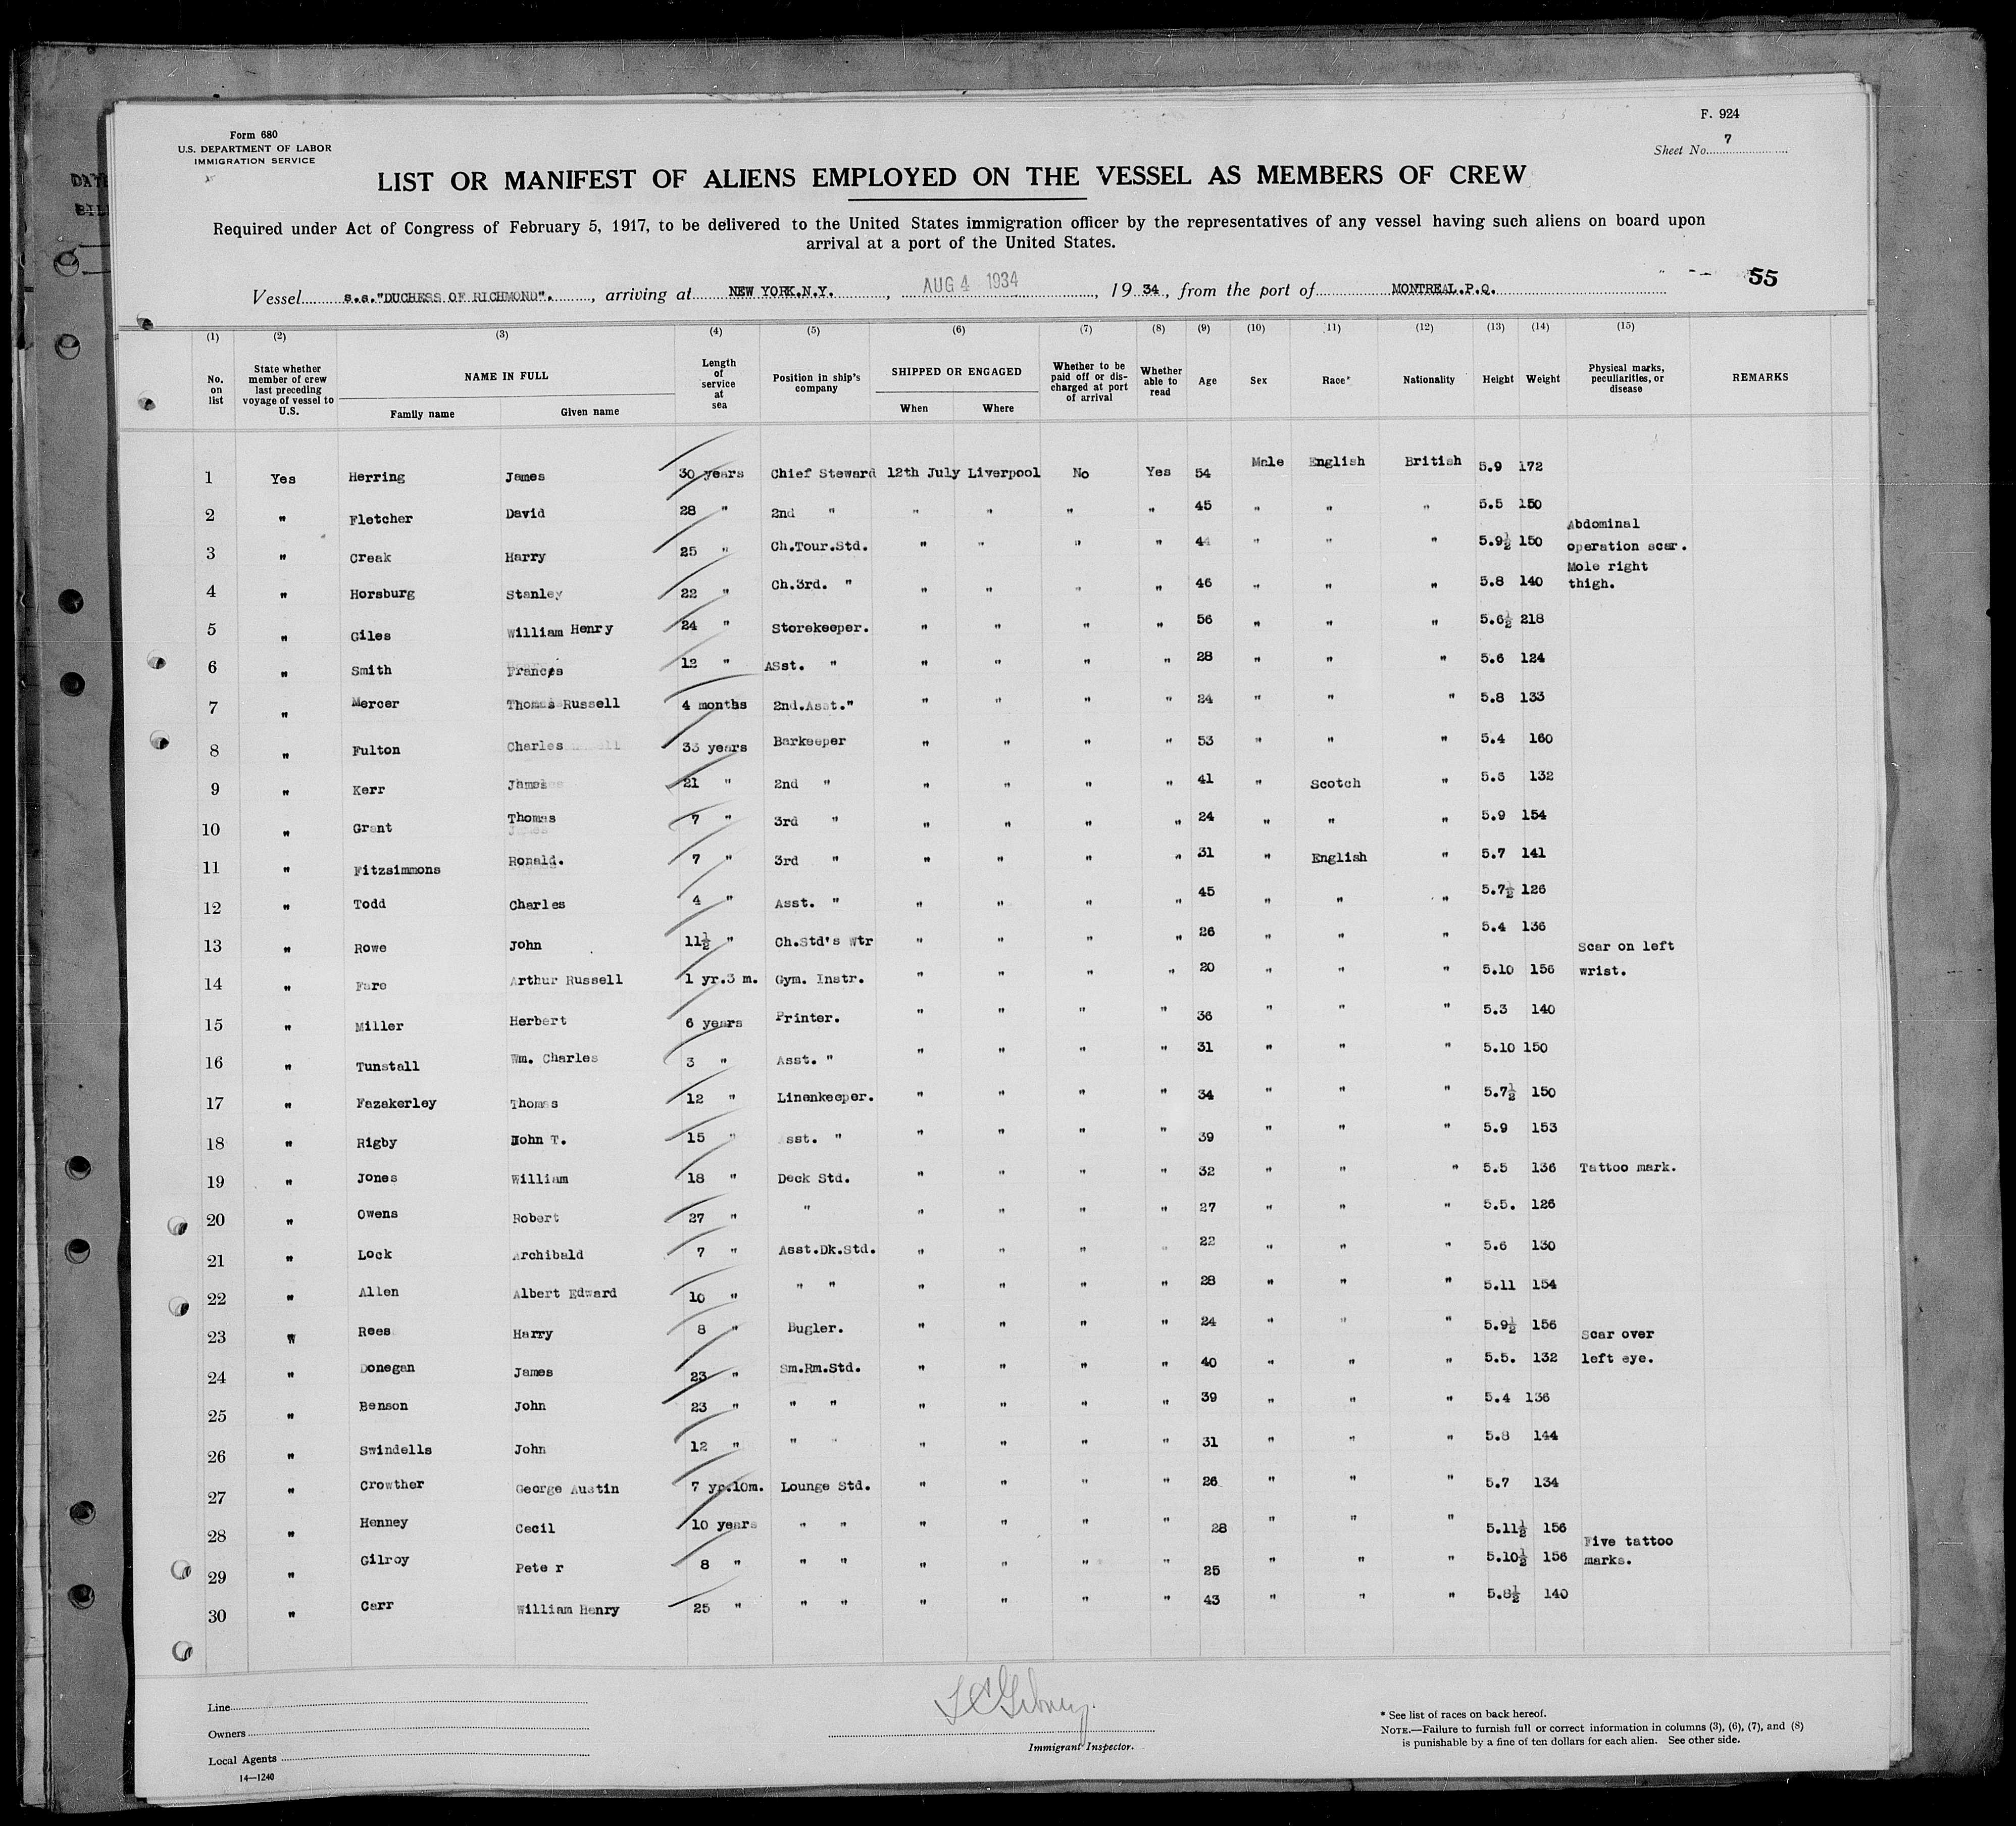 F. 924
Form 680
U.S. DEPARTMENT OF LABOR
IMMIGRATION SERVICE
Sheet No. 7
LIST OR MANIFEST OF ALIENS EMPLOYED ON THE VESSEL AS MEMBERS OF CREW
Required under Act of Congress of February 5, 1917, to be delivered to the United States immigration officer by the representatives of any vessel having such aliens on board upon
arrival at a port of the United States.
55
Vessel s.s."DUCHESS OF RICHMOND"., arriving at NEW YORK.N.Y., AUG 4 1934, 19 34, from the port of MONTREAL.P.Q.
(1) (2) (3) (4) (5) (6) (7) (8) (9) (10) (11) (12) (13) (14) (15)
No. on list State whether member of crew last preceding voyage of vessel to U.S. NAME IN FULL Family name Given name Length of service at sea Position in ship's company SHIPPED OR ENGAGED When Where Whether to be paid off or discharged at port of arrival Whether able to read Age Sex Race* Nationality Height Weight Physical marks, peculiarities, or disease REMARKS
1 Yes Herring James 30 years Chief Steward 12th July Liverpool No Yes 54 Male English British 5.9 172
2 " Fletcher David 28 " 2nd " " " " " 45 " " " 5.5 150
3 " Creak Harry 25 " Ch.Tour.Std. " " " " 44 " " " 5.9½ 150 Abdominal operation scar.
4 " Horsburg Stanley 22 " Ch.3rd. " " " " " 46 " " " 5.8 140 Mole right thigh.
5 " Giles William Henry 24 " Storekeeper. " " " " 56 " " " 5.6½ 218
6 " Smith Francis 12 " Asst. " " " " " 28 " " " 5.6 124
7 " Mercer Thomas Russell 4 months 2nd.Asst." " " " " 24 " " " 5.8 133
8 " Fulton Charles 33 years Barkeeper " " " " 53 " " " 5.4 160
9 " Kerr James 21 " 2nd " " " " " 41 " Scotch " 5.5 132
10 " Grant Thomas 7 " 3rd " " " " " 24 " " " 5.9 154
11 " Fitzsimmons Ronald. 7 " 3rd " " " " " 31 " English " 5.7 141
12 " Todd Charles 4 " Asst. " " " " " 45 " " " 5.7½ 126
13 " Rowe John 11½ " Ch.Std's Wtr " " " " 26 " " " 5.4 136
14 " Fare Arthur Russell 1 yr.3 m. Gym. Instr. " " " " 20 " " " 5.10 156 Scar on left wrist.
15 " Miller Herbert 6 years Printer. " " " " 36 " " " 5.3 140
16 " Tunstall Wm. Charles 3 " Asst. " " " " " 31 " " " 5.10 150
17 " Fazakerley Thomas 12 " Linenkeeper. " " " " 34 " " " 5.7½ 150
18 " Rigby John T. 15 " Asst. " " " " " 39 " " " 5.9 153
19 " Jones William 18 " Deck Std. " " " " 32 " " " 5.5 136 Tattoo mark.
20 " Owens Robert 27 " " " " " " 27 " " " 5.5. 126
21 " Lock Archibald 7 " Asst.Dk.Std. " " " " 22 " " " 5.6 130
22 " Allen Albert Edward 10 " " " " " " " 28 " " " 5.11 154
23 " Rees Harry 8 " Bugler. " " " " 24 " " " 5.9½ 156
24 " Donegan James 23 " Sm.Rm.Std. " " " " 40 " " " 5.5. 132 Scar over left eye.
25 " Benson John 23 " " " " " " " 39 " " " 5.4 136
26 " Swindells John 12 " " " " " " " 31 " " " 5.8 144
27 " Crowther George Austin 7 yr.10m. Lounge Std. " " " " 26 " " " 5.7 134
28 " Henney Cecil 10 years " " " " " " 28 " " " 5.11½ 156
29 " Gilroy Peter 8 " " " " " " " 25 " " " 5.10½ 156 Five tattoo marks.
30 " Carr William Henry 25 " " " " " " " 43 " " " 5.8½ 140
Line
Owners
Local Agents
14—1240
Immigrant Inspector.
* See list of races on back hereof.
NOTE.—Failure to furnish full or correct information in columns (3), (6), (7), and (8)
is punishable by a fine of ten dollars for each alien. See other side.